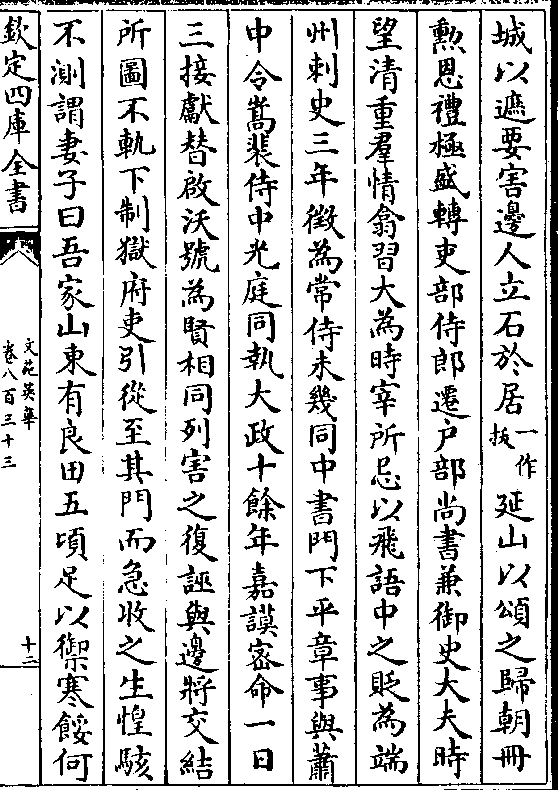 城以遮要害邊人立石於居一作拔延山以頌之歸朝冊
勲恩禮極盛轉吏部侍郎遷户部尚書兼御史大夫時
望清重羣情翕習大為時宰所忌以飛語中之貶為端
州刺史三年徵為常侍未幾同中書門下平章事與蕭
中令嵩裴侍中光庭同執大政十餘年嘉謨密命一日
三接獻替啟沃號為賢相同列害之復誣與邊將交結
所圖不軌下制獄府吏引從至其門而急收之生惶駭
不測謂妻子曰吾家山東有良田五頃足以禦寒餒何
欽定四庫全書
文苑英華
卷八百三十三
十二